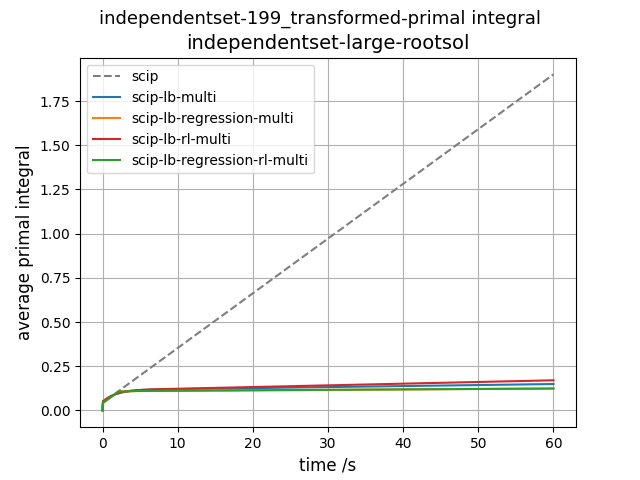 independentset-199_transformed-primal integral
independentset-large-rootsol
scip
scip-lb-multi
scip-lb-regression-multi
scip-lb-rl-multi
scip-lb-regression-rl-multi
average primal integral
1.75
1.50
1.25
1.00
0.75
0.50
0.25
0.00
0 10 20 30 40 50 60
time /s